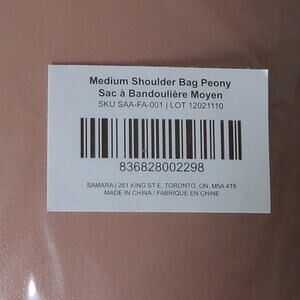 Medium Shoulder Bag Peony
Sac à Bandoulière Moyen
SKU SAA-FA-001 | LOT 12021110
836828002298
SAMARA | 261 KING ST E, TORONTO, ON, M5A 4T6
MADE IN CHINA / FABRIQUE EN CHINE